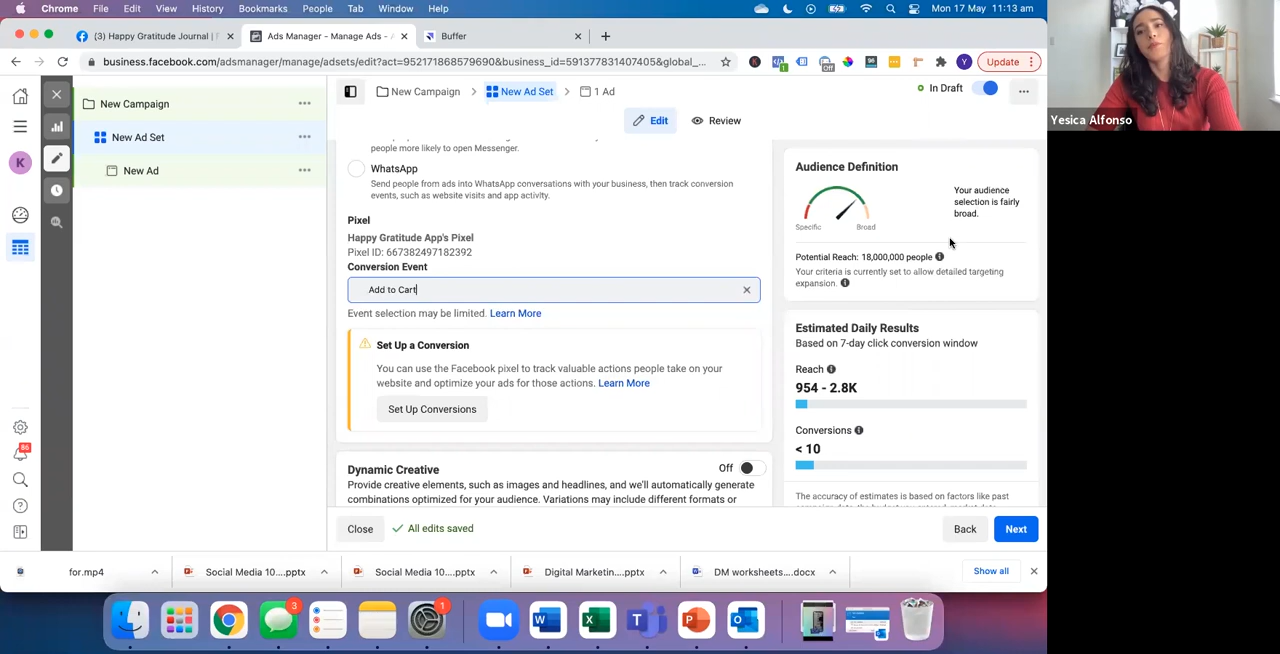 Chrome File Edit View History Bookmarks People Tab Window Help
Mon 17 May 11:13 am
(3) Happy Gratitude Journal |
Ads Manager - Manage Ads -
Buffer
business.facebook.com/adsmanager/manage/adsets/edit?act=952171868579690&business_id=591377831407405&global_...
Off
96
Y
Update
New Campaign
New Ad Set
New Ad
K
86
New Campaign > New Ad Set > 1 Ad
In Draft
Edit
Review
people more likely to open Messenger.
WhatsApp
Send people from ads into WhatsApp conversations with your business, then track conversion
events, such as website visits and app activity.
Pixel
Happy Gratitude App's Pixel
Pixel ID: 667382497182392
Conversion Event
Add to Cart
Event selection may be limited. Learn More
Set Up a Conversion
You can use the Facebook pixel to track valuable actions people take on your
website and optimize your ads for those actions. Learn More
Set Up Conversions
Dynamic Creative
Off
Provide creative elements, such as images and headlines, and we'll automatically generate
combinations optimized for your audience. Variations may include different formats or
Close
All edits saved
Back
Next
Audience Definition
Your audience
selection is fairly
broad.
Specific
Broad
Potential Reach: 18,000,000 people
Your criteria is currently set to allow detailed targeting
expansion.
Estimated Daily Results
Based on 7-day click conversion window
Reach
954 - 2.8K
Conversions
< 10
The accuracy of estimates is based on factors like past
Yesica Alfonso
for.mp4
Social Media 10....pptx
Social Media 10....pptx
Digital Marketin....pptx
DM worksheets....docx
Show all
3
1